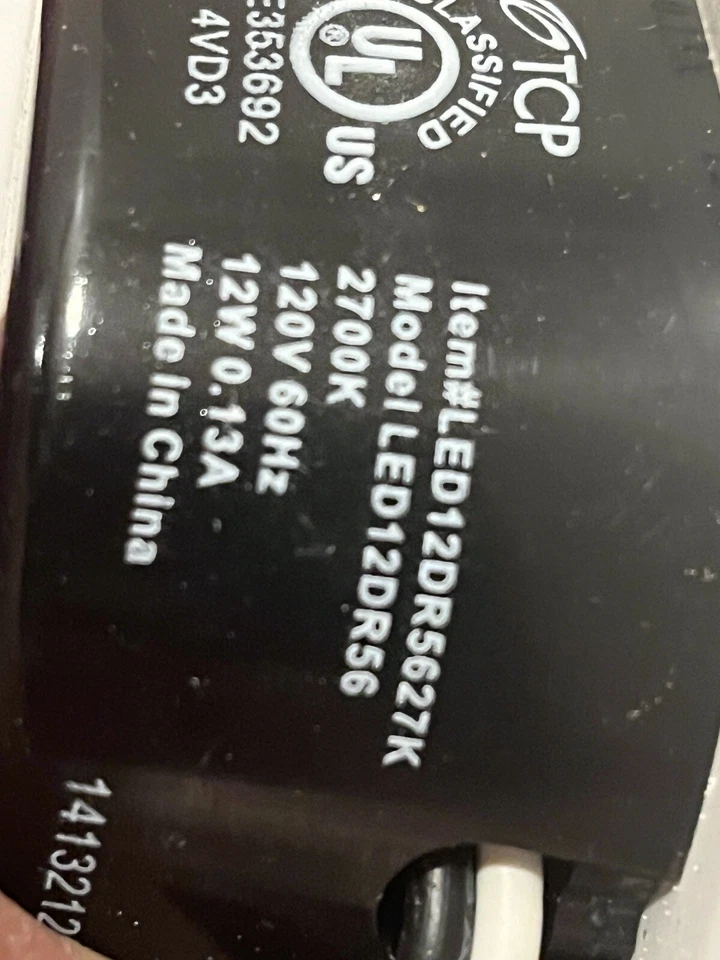 TCP
CLASSIFIED
UL
®
US
E353692
4VD3
Item#LED12DR5627K
Model LED12DR56
2700K
120V 60Hz
12W 0.13A
Made In China
1413212